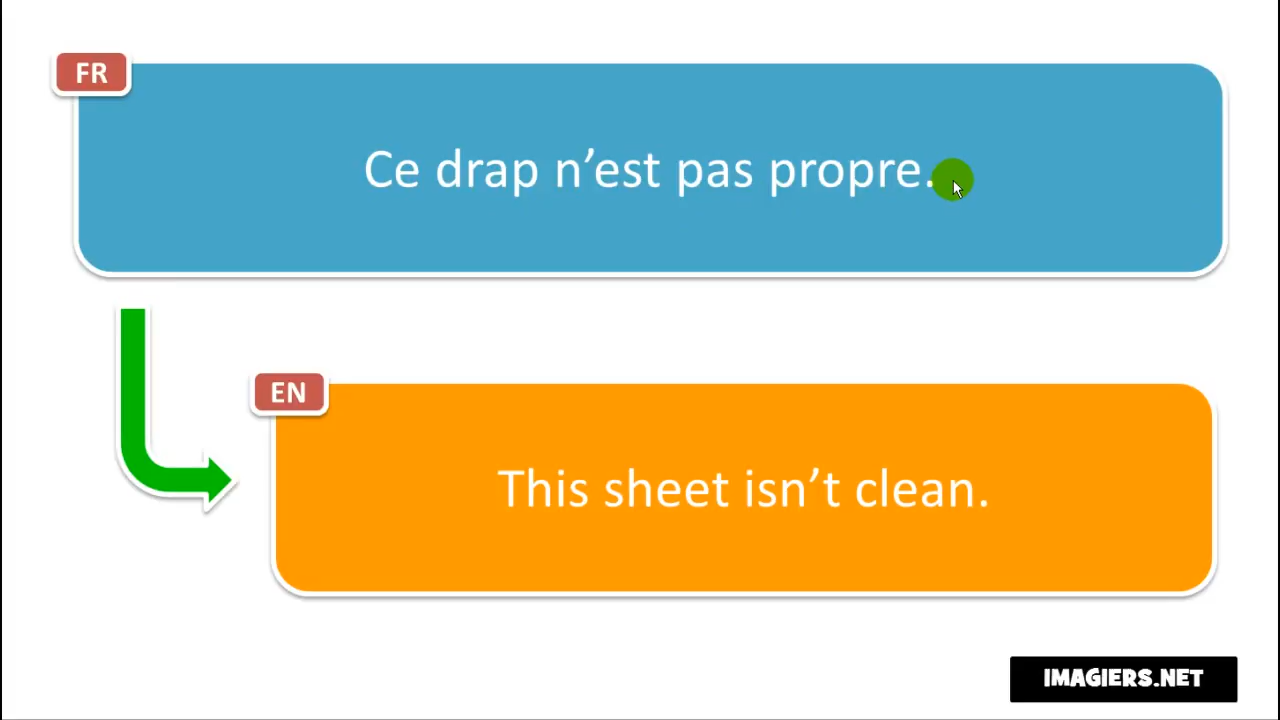 FR
Ce drap n’est pas propre.
EN
This sheet isn’t clean.
IMAGIERS.NET